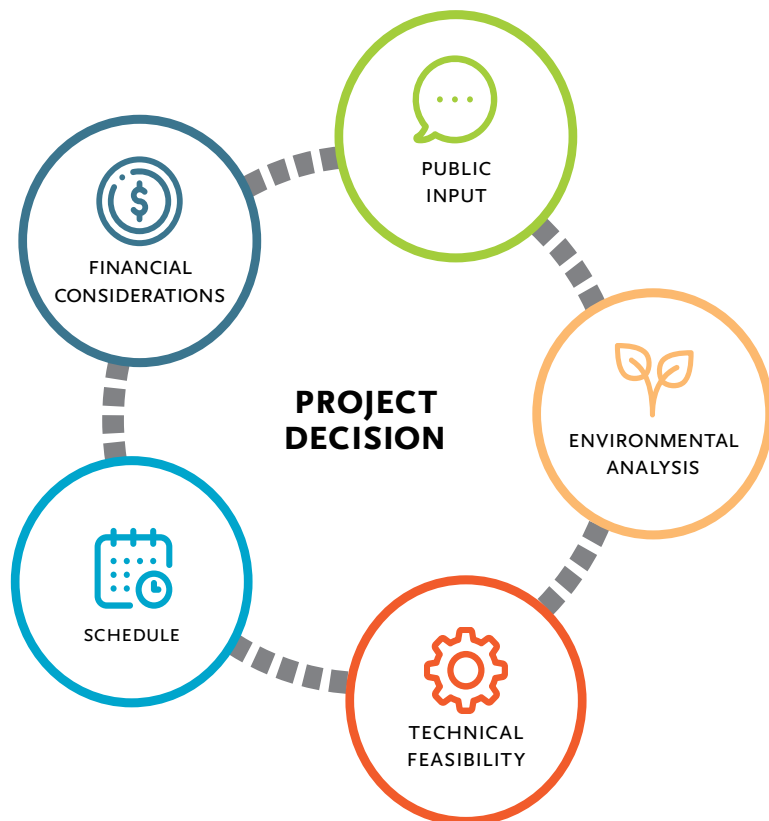 PUBLIC
INPUT
$
FINANCIAL
CONSIDERATIONS
PROJECT
DECISION
ENVIRONMENTAL
ANALYSIS
SCHEDULE
TECHNICAL
FEASIBILITY